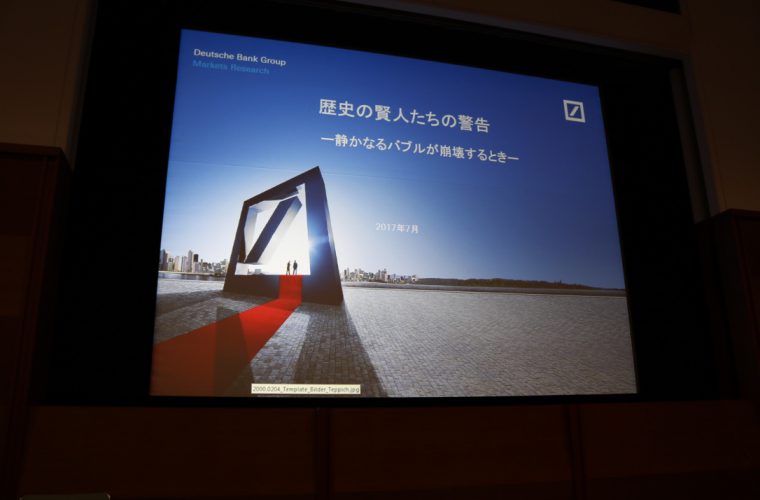 Deutsche Bank Group
Markets Research
歴史の賢人たちの警告
ー静かなるバブルが崩壊するときー
2017年7月
2000.0204_Template_Bilder_Teppich.jpg